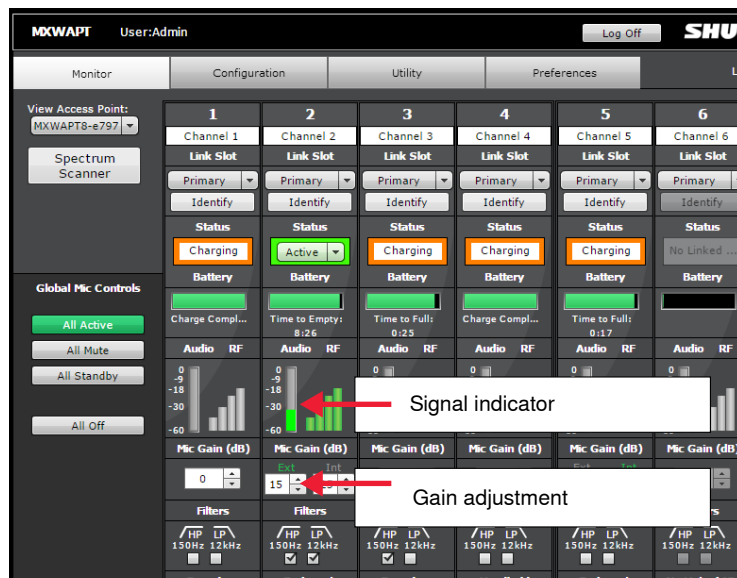 MXWAPT User:Admin Log Off SHU
Monitor Configuration Utility Preferences L
View Access Point:
MXWAPT8-e797
Spectrum
Scanner
1 2 3 4 5 6
Channel 1 Channel 2 Channel 3 Channel 4 Channel 5 Channel 6
Link Slot Link Slot Link Slot Link Slot Link Slot Link Slot
Primary Primary Primary Primary Primary Primary
Identify Identify Identify Identify Identify Identify
Status Status Status Status Status Status
Charging Active Charging Charging Charging No Linked ...
Battery Battery Battery Battery Battery Battery
Charge Compl... Time to Empty: Time to Full: Charge Compl... Time to Full:
8:26 0:25 0:17
Global Mic Controls
All Active
All Mute
All Standby
All Off
Audio RF Audio RF Audio RF Audio RF Audio RF Audio RF
0 0 0 0 0 0
-9 -9
-18 -18
-30 -30
-60 -60
Signal indicator
Mic Gain (dB) Mic Gain (dB) Mic Gain (dB) Mic Gain (dB) Mic Gain (dB) Mic Gain (dB)
Ext Int Ext Int
0 15
Gain adjustment
Filters Filters
HP LP HP LP HP LP HP LP HP LP HP LP
150Hz 12kHz 150Hz 12kHz 150Hz 12kHz 150Hz 12kHz 150Hz 12kHz 150Hz 12kHz